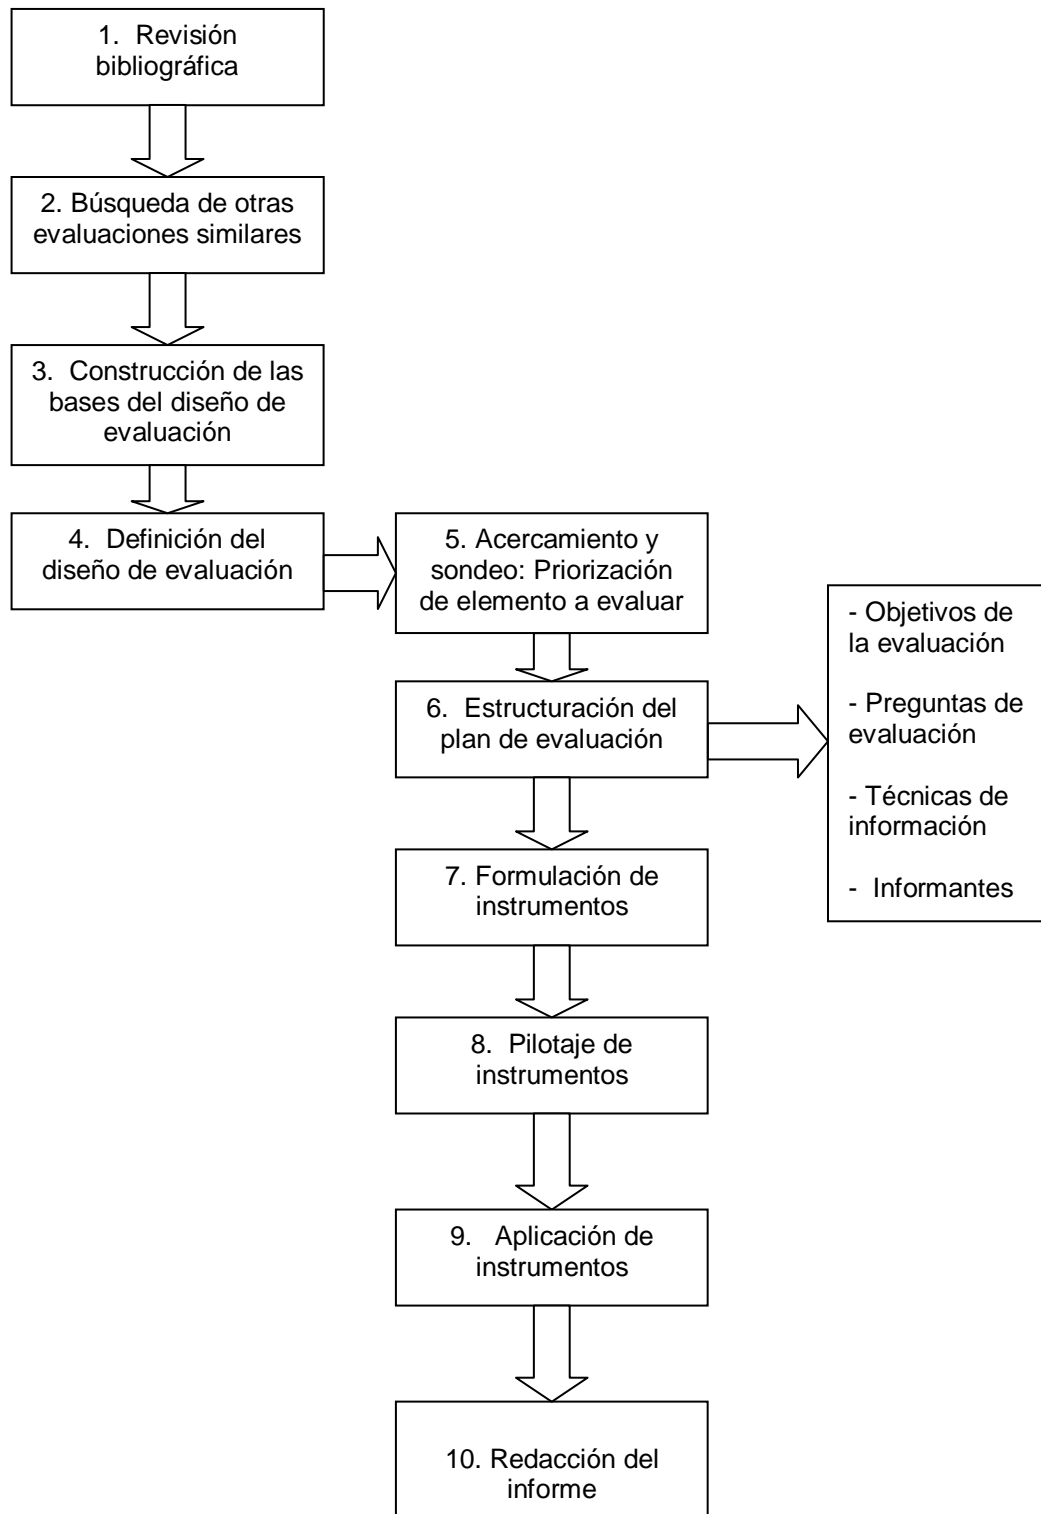 1. Revisión
bibliográfica
2. Búsqueda de otras
evaluaciones similares
3. Construcción de las
bases del diseño de
evaluación
4. Definición del
diseño de evaluación
5. Acercamiento y
sondeo: Priorización
de elemento a evaluar
6. Estructuración del
plan de evaluación
- Objetivos de
la evaluación
- Preguntas de
evaluación
- Técnicas de
información
- Informantes
7. Formulación de
instrumentos
8. Pilotaje de
instrumentos
9. Aplicación de
instrumentos
10. Redacción del
informe